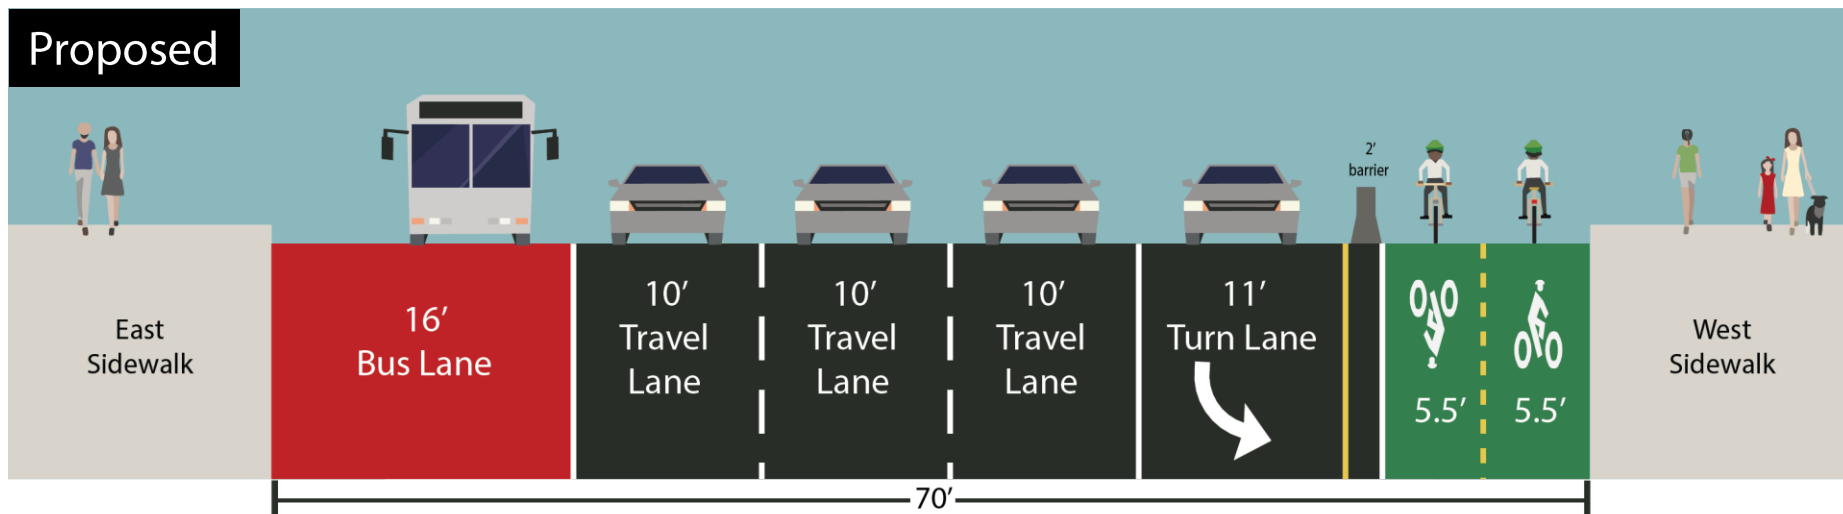 Proposed
2’
barrier
East
Sidewalk
16’
Bus Lane
10’
Travel
Lane
10’
Travel
Lane
10’
Travel
Lane
11’
Turn Lane
5.5’
5.5’
West
Sidewalk
70’